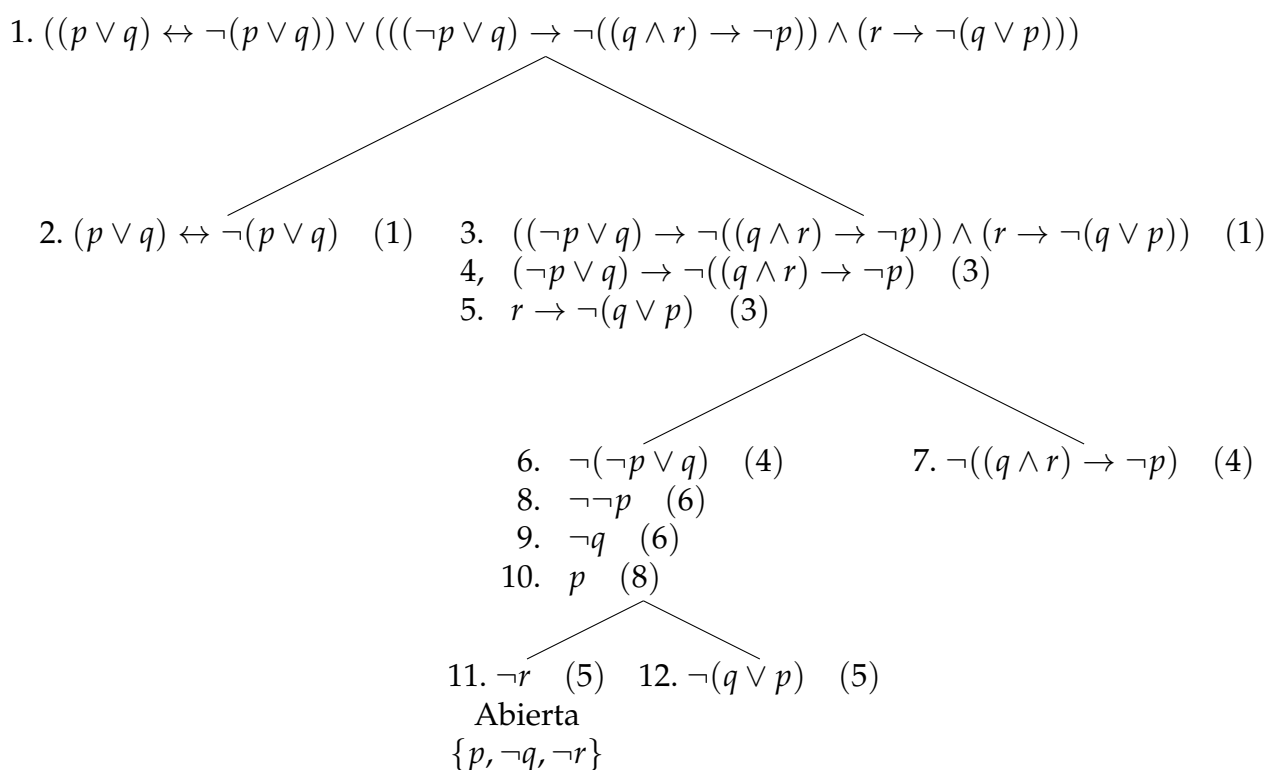 1. ((p ∨ q) ↔ ¬(p ∨ q)) ∨ (((¬p ∨ q) → ¬((q ∧ r) → ¬p)) ∧ (r → ¬(q ∨ p)))
2. (p ∨ q) ↔ ¬(p ∨ q) (1)
3. ((¬p ∨ q) → ¬((q ∧ r) → ¬p)) ∧ (r → ¬(q ∨ p)) (1)
4, (¬p ∨ q) → ¬((q ∧ r) → ¬p) (3)
5. r → ¬(q ∨ p) (3)
6. ¬(¬p ∨ q) (4)
7. ¬((q ∧ r) → ¬p) (4)
8. ¬¬p (6)
9. ¬q (6)
10. p (8)
11. ¬r (5)
12. ¬(q ∨ p) (5)
Abierta
{p, ¬q, ¬r}